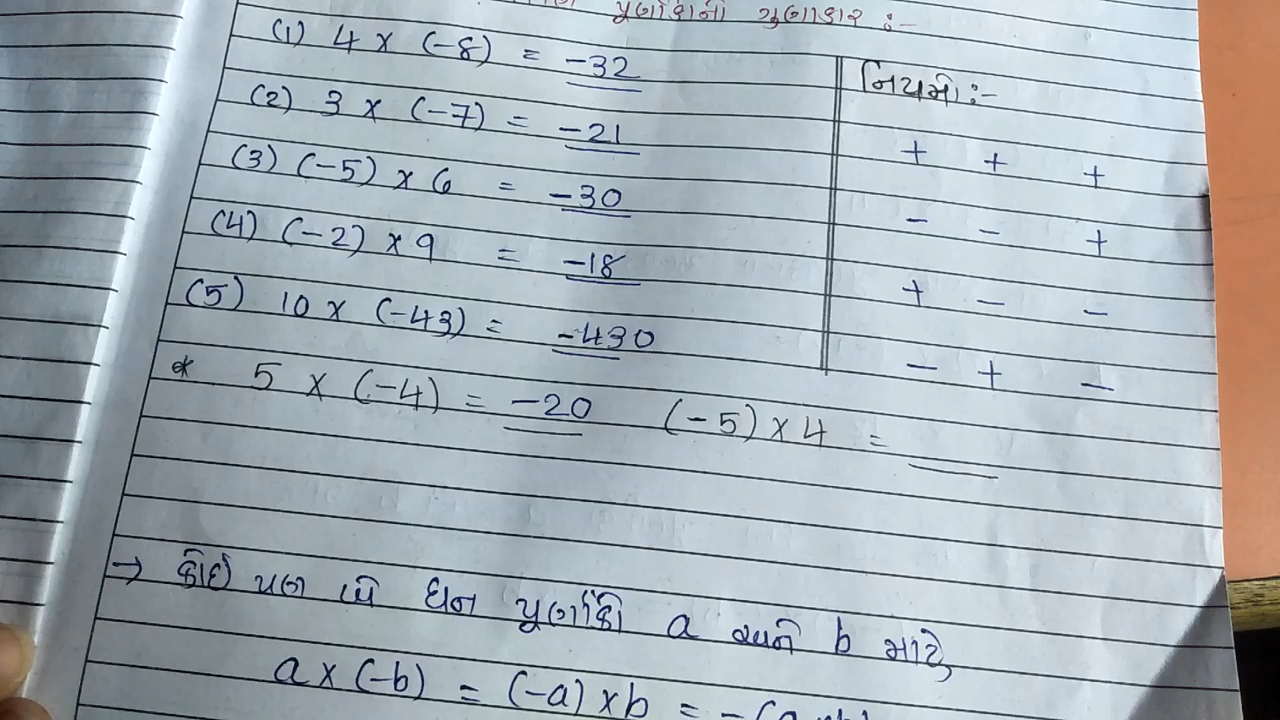 પુર્ણાંકોનો ગુણાકાર :-
(1) 4 × (-8) = -32
(2) 3 × (-7) = -21
(3) (-5) × 6 = -30
(4) (-2) × 9 = -18
(5) 10 × (-43) = -430
નિયમો :-
+ + +
- - +
+ - -
- + -
* 5 × (-4) = -20 (-5) × 4 =
→ કોઈ પણ બે ધન પુર્ણાંકો a અને b માટે,
a × (-b) = (-a) × b = -(a